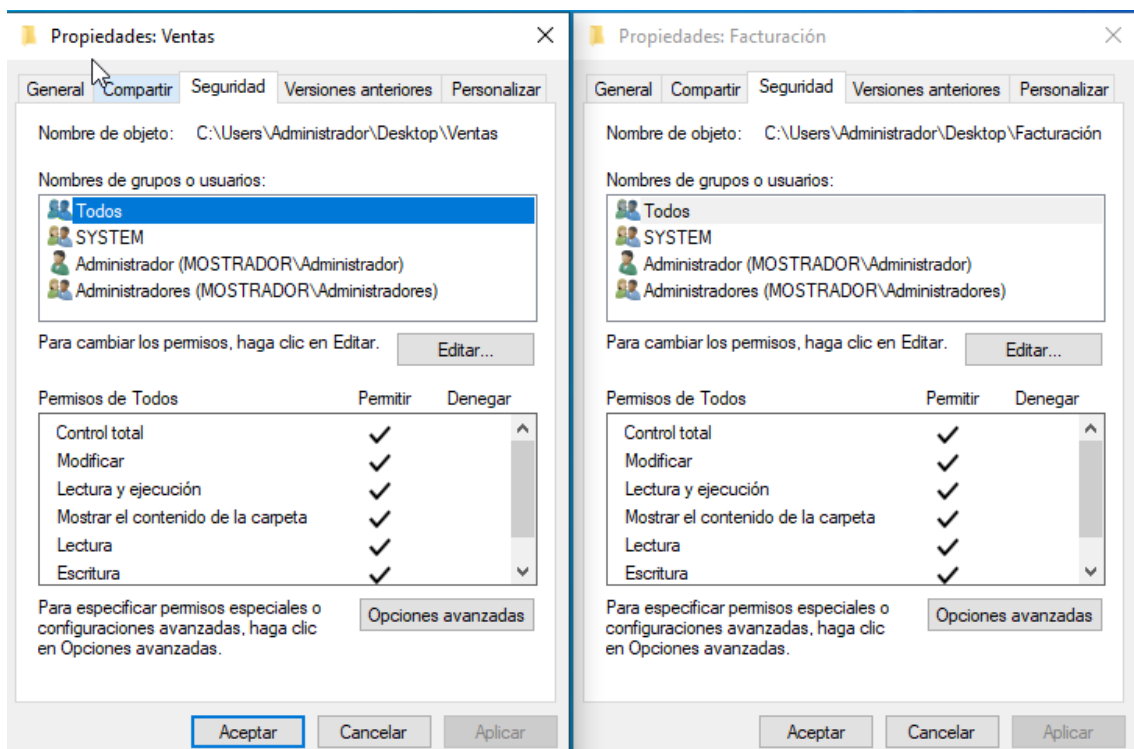 Propiedades: Ventas
General Compartir Seguridad Versiones anteriores Personalizar
Nombre de objeto: C:\Users\Administrador\Desktop\Ventas
Nombres de grupos o usuarios:
Todos
SYSTEM
Administrador (MOSTRADOR\Administrador)
Administradores (MOSTRADOR\Administradores)
Para cambiar los permisos, haga clic en Editar.
Editar...
Permisos de Todos Permitir Denegar
Control total
Modificar
Lectura y ejecución
Mostrar el contenido de la carpeta
Lectura
Escritura
Para especificar permisos especiales o
configuraciones avanzadas, haga clic
en Opciones avanzadas.
Opciones avanzadas
Aceptar Cancelar Aplicar
Propiedades: Facturación
General Compartir Seguridad Versiones anteriores Personalizar
Nombre de objeto: C:\Users\Administrador\Desktop\Facturación
Nombres de grupos o usuarios:
Todos
SYSTEM
Administrador (MOSTRADOR\Administrador)
Administradores (MOSTRADOR\Administradores)
Para cambiar los permisos, haga clic en Editar.
Editar...
Permisos de Todos Permitir Denegar
Control total
Modificar
Lectura y ejecución
Mostrar el contenido de la carpeta
Lectura
Escritura
Para especificar permisos especiales o
configuraciones avanzadas, haga clic
en Opciones avanzadas.
Opciones avanzadas
Aceptar Cancelar Aplicar